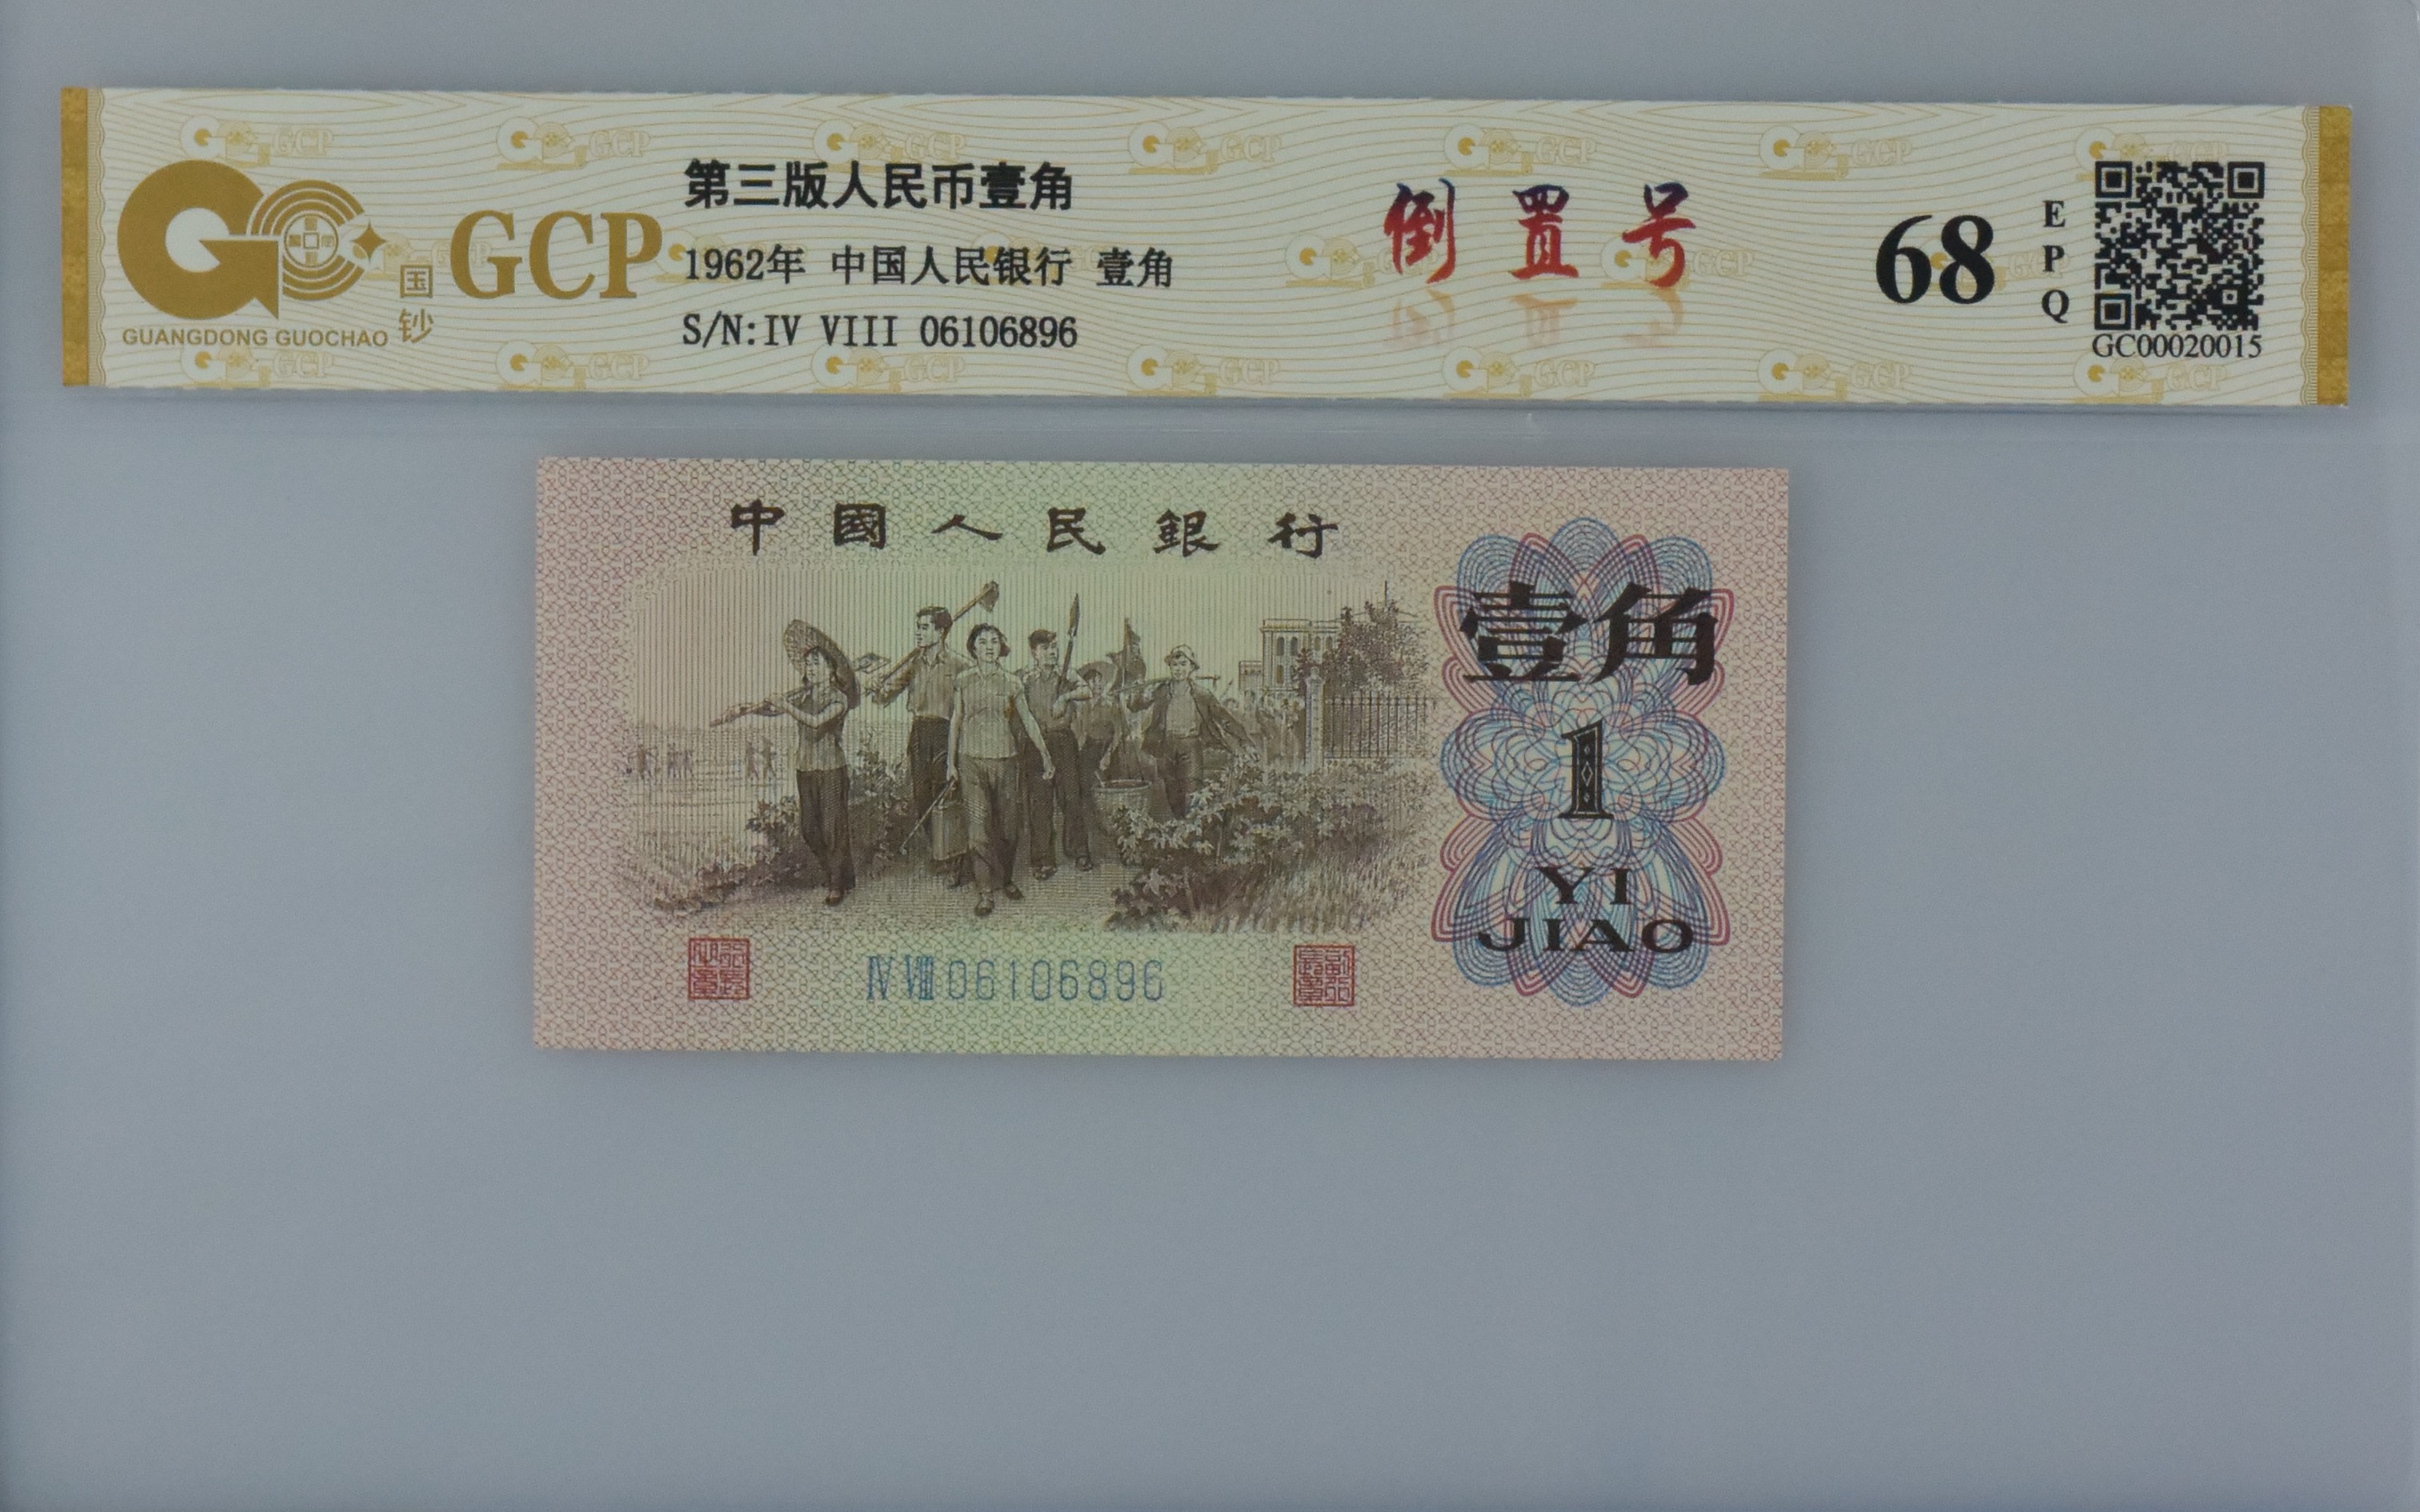 GCP
国钞
GUANGDONG GUOCHAO
第三版人民币壹角
1962年 中国人民银行 壹角
S/N:IV VIII 06106896
倒置号
68
EPQ
GC00020015
中國人民銀行
壹角
1
YI
JIAO
IV VIII 06106896